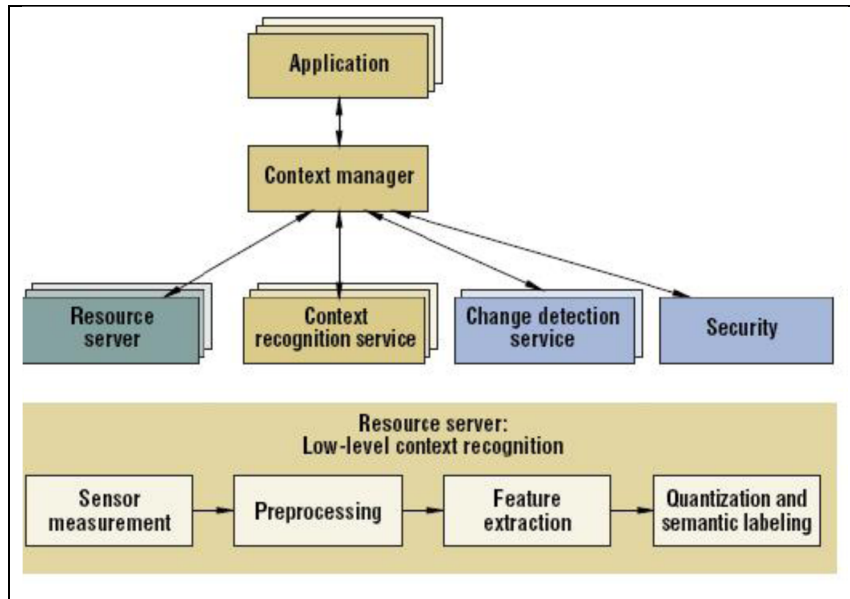 Application
Context manager
Resource
server
Context
recognition service
Change detection
service
Security
Resource server:
Low-level context recognition
Sensor
measurement
Preprocessing
Feature
extraction
Quantization and
semantic labeling